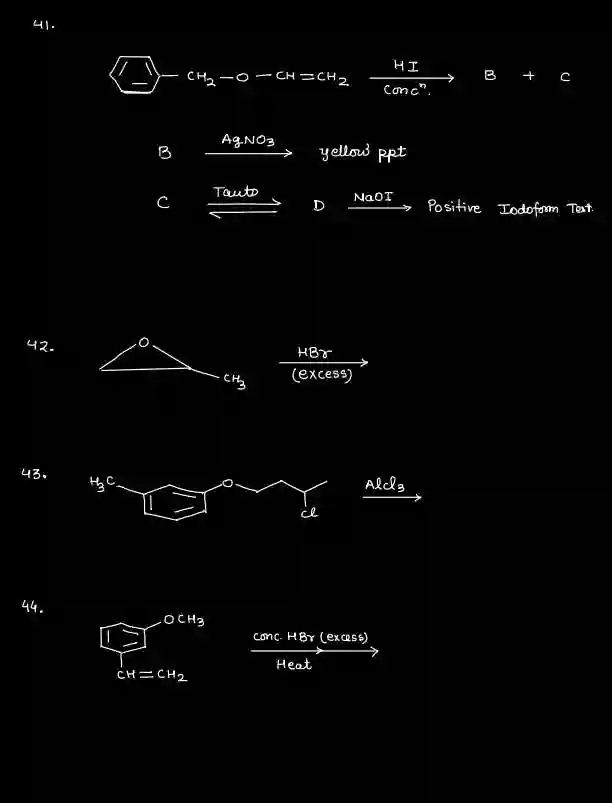 41.
CH2 – O – CH = CH2 HI Concn. B + C
B AgNO3 yellow ppt
C Tauto D NaOI Positive Iodoform Test.
42.
O CH3 HBr (excess)
43.
H3C O Cl AlCl3
44.
OCH3 CH = CH2 conc. HBr (excess) Heat